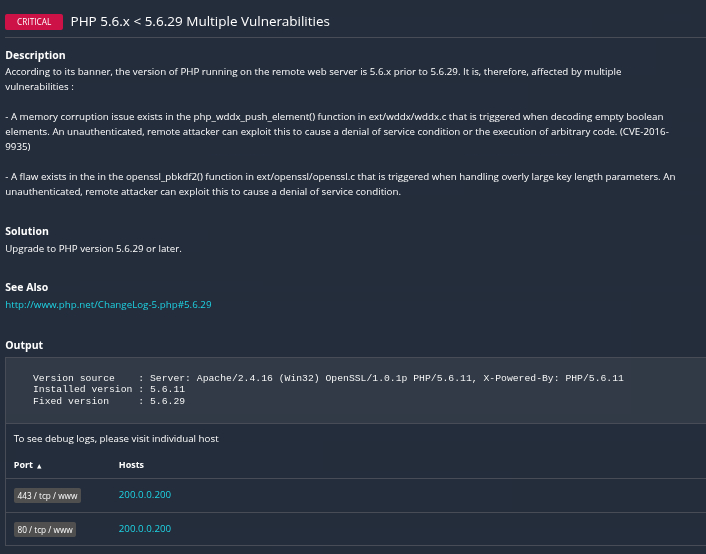 CRITICAL PHP 5.6.x < 5.6.29 Multiple Vulnerabilities
Description
According to its banner, the version of PHP running on the remote web server is 5.6.x prior to 5.6.29. It is, therefore, affected by multiple
vulnerabilities :
- A memory corruption issue exists in the php_wddx_push_element() function in ext/wddx/wddx.c that is triggered when decoding empty boolean
elements. An unauthenticated, remote attacker can exploit this to cause a denial of service condition or the execution of arbitrary code. (CVE-2016-
9935)
- A flaw exists in the in the openssl_pbkdf2() function in ext/openssl/openssl.c that is triggered when handling overly large key length parameters. An
unauthenticated, remote attacker can exploit this to cause a denial of service condition.
Solution
Upgrade to PHP version 5.6.29 or later.
See Also
http://www.php.net/ChangeLog-5.php#5.6.29
Output
Version source    : Server: Apache/2.4.16 (Win32) OpenSSL/1.0.1p PHP/5.6.11, X-Powered-By: PHP/5.6.11
Installed version : 5.6.11
Fixed version     : 5.6.29
To see debug logs, please visit individual host
Port ▲ Hosts
443 / tcp / www 200.0.0.200
80 / tcp / www 200.0.0.200